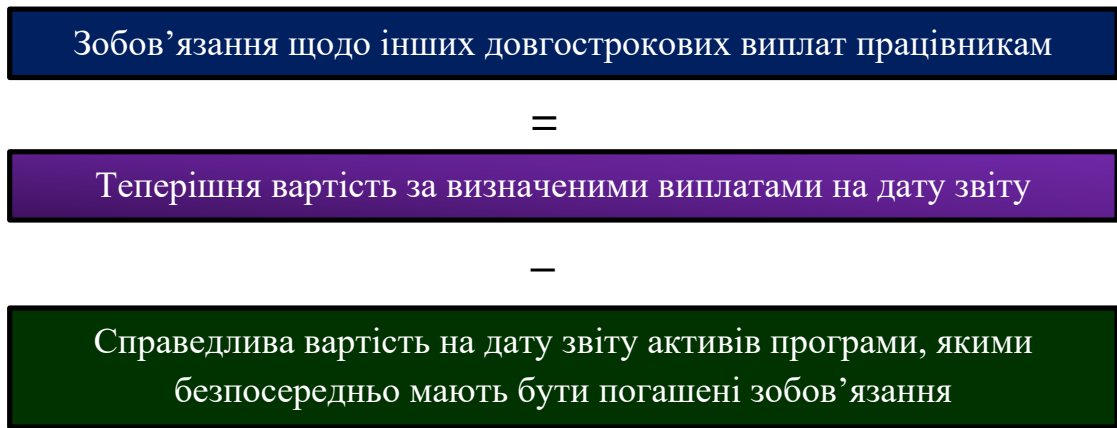 Зобов’язання щодо інших довгострокових виплат працівникам
=
Теперішня вартість за визначеними виплатами на дату звіту
–
Справедлива вартість на дату звіту активів програми, якими
безпосередньо мають бути погашені зобов’язання